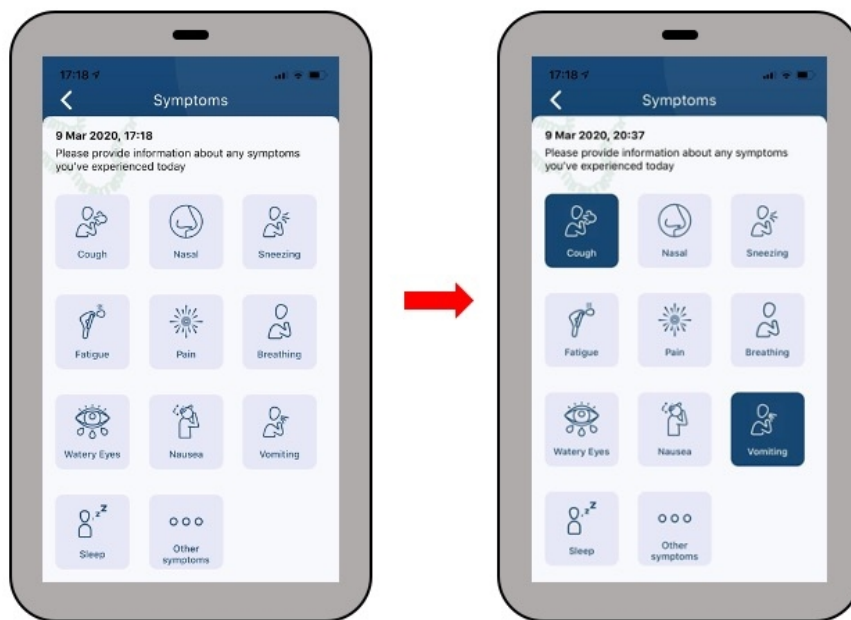 17:18
Symptoms
9 Mar 2020, 17:18
Please provide information about any symptoms
you've experienced today
Cough
Nasal
Sneezing
Fatigue
Pain
Breathing
Watery Eyes
Nausea
Vomiting
z z Z
Sleep
Other
symptoms
17:18
Symptoms
9 Mar 2020, 20:37
Please provide information about any symptoms
you've experienced today
Cough
Nasal
Sneezing
Fatigue
Pain
Breathing
Watery Eyes
Nausea
Vomiting
z z Z
Sleep
Other
symptoms